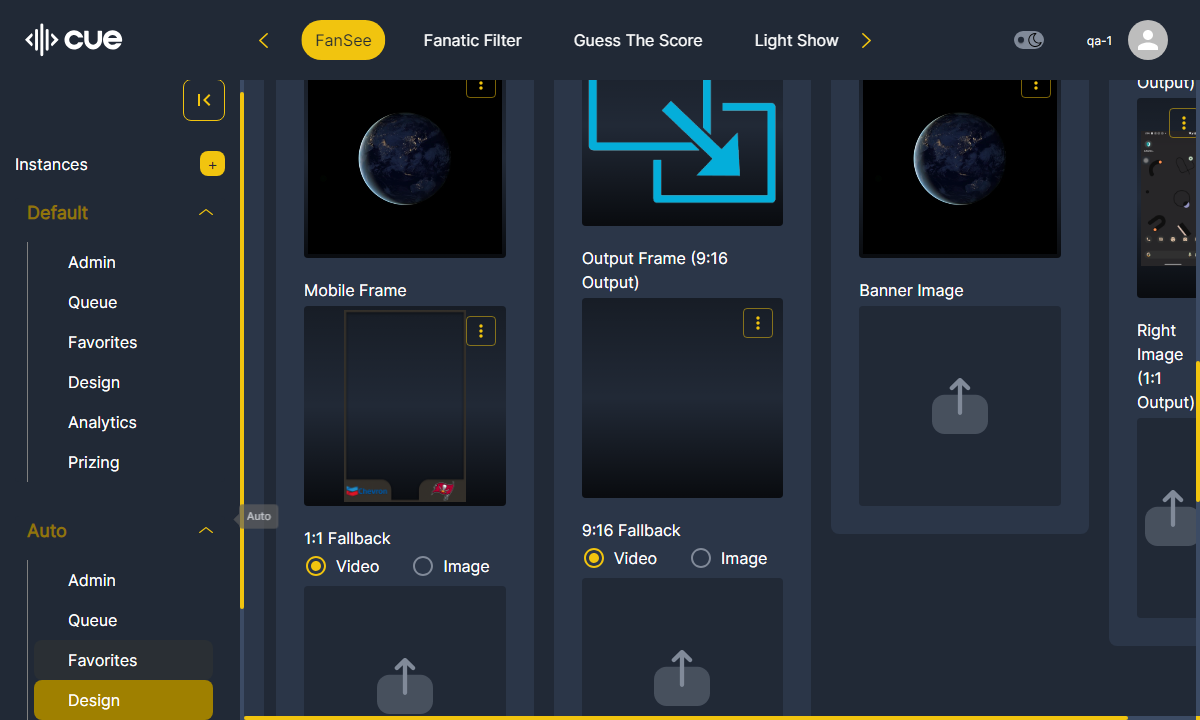 cue
FanSee
Fanatic Filter
Guess The Score
Light Show
qa-1
Instances
+
Default
Admin
Queue
Favorites
Design
Analytics
Prizing
Auto
Admin
Queue
Favorites
Design
Auto
Mobile Frame
1:1 Fallback
Video
Image
Output Frame (9:16
Output)
9:16 Fallback
Video
Image
Banner Image
Output)
Right
Image
(1:1
Output)